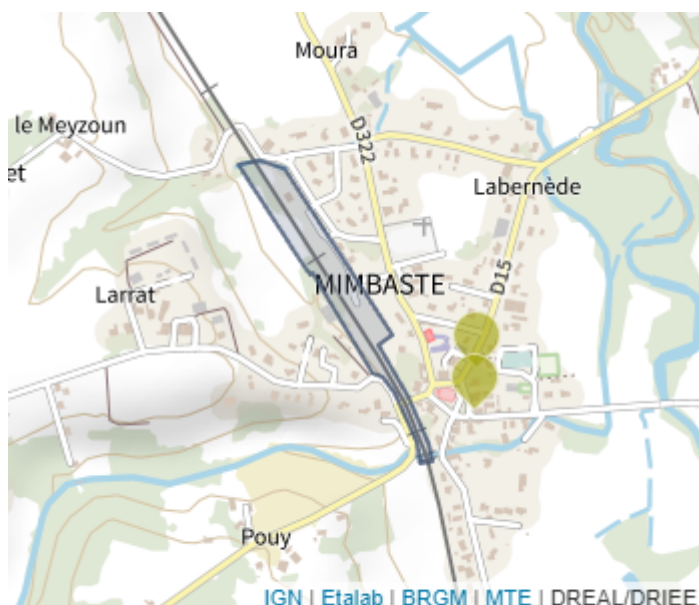 Moura
le Meyzoun
D322
et
Labernède
MIMBASTE
D15
Larrat
Pouy
IGN | Etalab | BRGM | MTE | DREAL/DRIEE